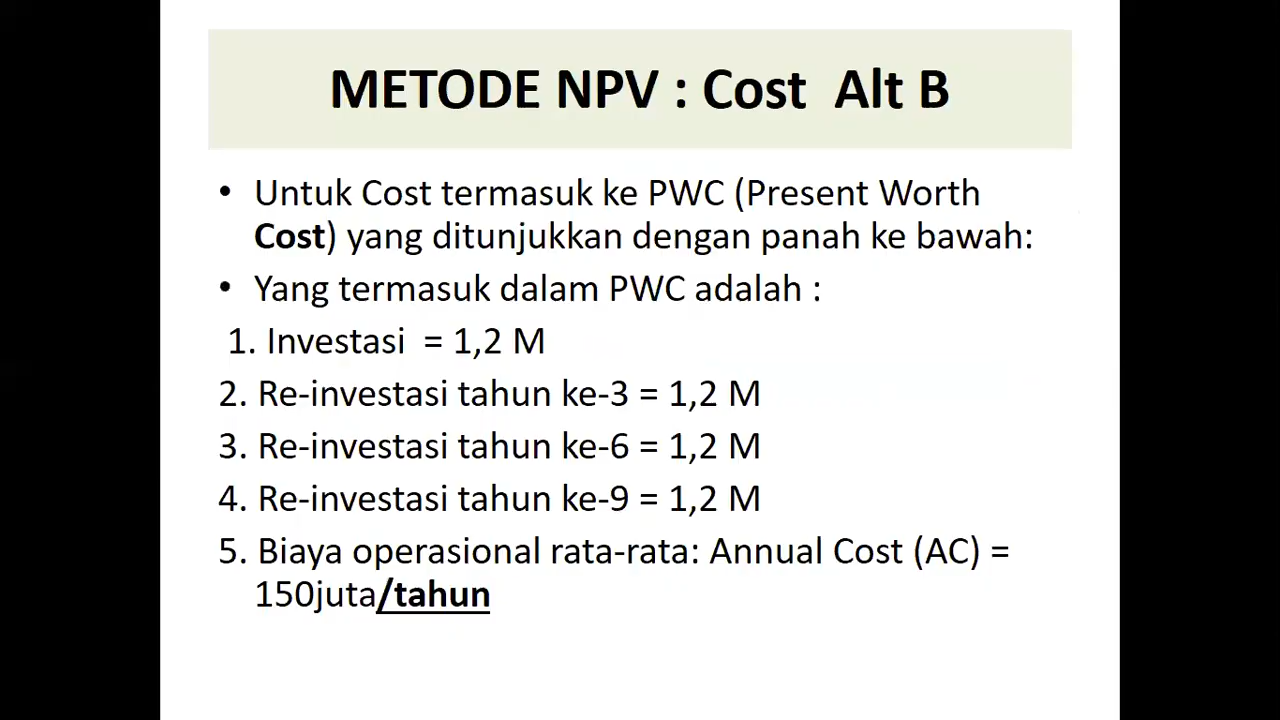 METODE NPV : Cost Alt B
• Untuk Cost termasuk ke PWC (Present Worth
Cost) yang ditunjukkan dengan panah ke bawah:
• Yang termasuk dalam PWC adalah :
1. Investasi = 1,2 M
2. Re-investasi tahun ke-3 = 1,2 M
3. Re-investasi tahun ke-6 = 1,2 M
4. Re-investasi tahun ke-9 = 1,2 M
5. Biaya operasional rata-rata: Annual Cost (AC) =
150juta/tahun